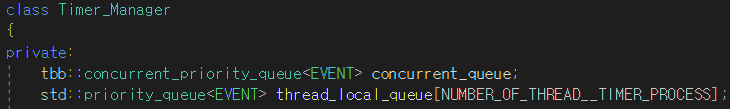 class Timer_Manager
{
private:
tbb::concurrent_priority_queue<EVENT> concurrent_queue;
std::priority_queue<EVENT> thread_local_queue[NUMBER_OF_THREAD__TIMER_PROCESS];